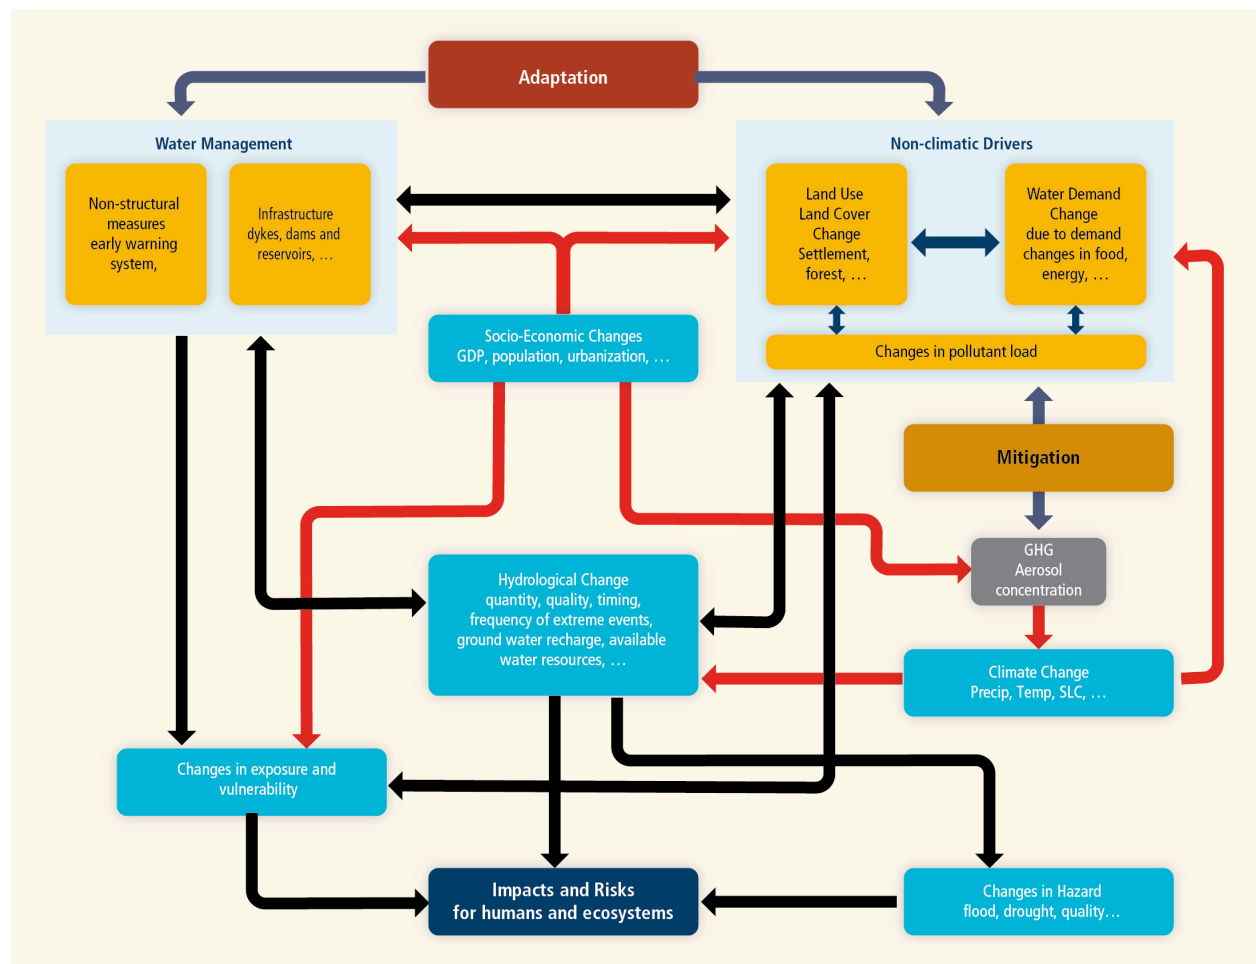 Adaptation
Water Management
Non-structural
measures
early warning
system,
Infrastructure
dykes, dams and
reservoirs, …
Non-climatic Drivers
Land Use
Land Cover
Change
Settlement,
forest, …
Water Demand
Change
due to demand
changes in food,
energy, …
Changes in pollutant load
Socio-Economic Changes
GDP, population, urbanization, …
Mitigation
GHG
Aerosol
concentration
Hydrological Change
quantity, quality, timing,
frequency of extreme events,
ground water recharge, available
water resources, …
Climate Change
Precip, Temp, SLC, …
Changes in exposure and
vulnerability
Impacts and Risks
for humans and ecosystems
Changes in Hazard
flood, drought, quality…